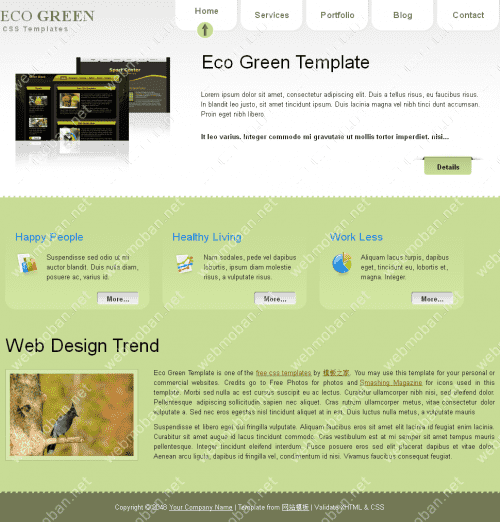 ECO GREEN
CSS Templates
Home
Services
Portfolio
Blog
Contact
Eco Green Template
Lorem ipsum dolor sit amet, consectetur adipiscing elit. Duis a tellus risus, eu faucibus risus.
In blandit leo justo, sit amet tincidunt ipsum. Duis lacinia magna vel nibh tinci dunt accumsan.
Proin eget nibh libero.
It leo varius. Integer commodo mi gravutate ut mollis tortor imperdiet. nisi...
Details
Happy People
Suspendisse sed odio ut mi
auctor blandit. Duis nulla diam,
posuere ac, varius id.
More...
Healthy Living
Nam sodales, pede vel dapibus
lobortis, ipsum diam molestie
risus, a vulputate risus.
More...
Work Less
Aliquam lacus turpis, dapibus
eget, tincidunt eu, lobortis et,
magna. Integer.
More...
Web Design Trend
Eco Green Template is one of the free css templates by 模板之家. You may use this template for your personal or
commercial websites. Credits go to Free Photos for photos and Smashing Magazine for icons used in this
template. Morbi sed nulla ac est cursus suscipit eu ac lectus. Curabitur ullamcorper nibh nisi, sed eleifend dolor.
Pellentesque adipiscing sollicitudin sapien nec aliquet. Cras rutrum ullamcorper metus, vitae consectetur dolor
vulputate a. Sed nec eros egestas nisl tincidunt aliquet at in est. Duis luctus nulla metus, a vulputate mauris.
Suspendisse et libero eget dui fringilla vulputate. Aliquam faucibus eros sit amet elit lacinia id feugiat enim lacinia.
Curabitur sit amet augue id lacus tincidunt commodo. Cras vestibulum est at mi semper sit amet tempus mauris
pellentesque. Integer tincidunt eleifend interdum. Fusce posuere eros sed elit placerat dapibus et vitae dolor.
Aenean arcu ligula, dapibus id fringilla vel, condimentum id nisi. Vivamus faucibus consequat feugiat.
Copyright © 2048 Your Company Name | Template from 网站模板 | Validate XHTML & CSS
webmoban.net